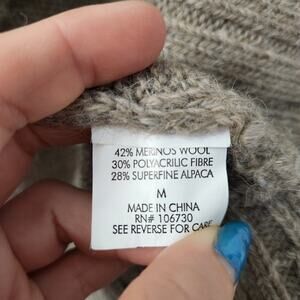 42% MERINOS WOOL
30% POLYACRILIC FIBRE
28% SUPERFINE ALPACA
M
MADE IN CHINA
RN# 106730
SEE REVERSE FOR CARE